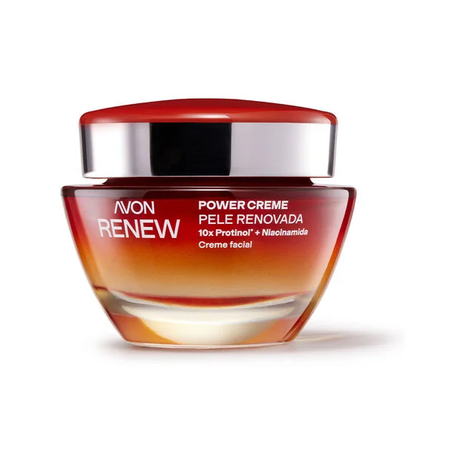 AVON
RENEW
POWER CREME
PELE RENOVADA
10x Protinol* + Niacinamida
Creme facial